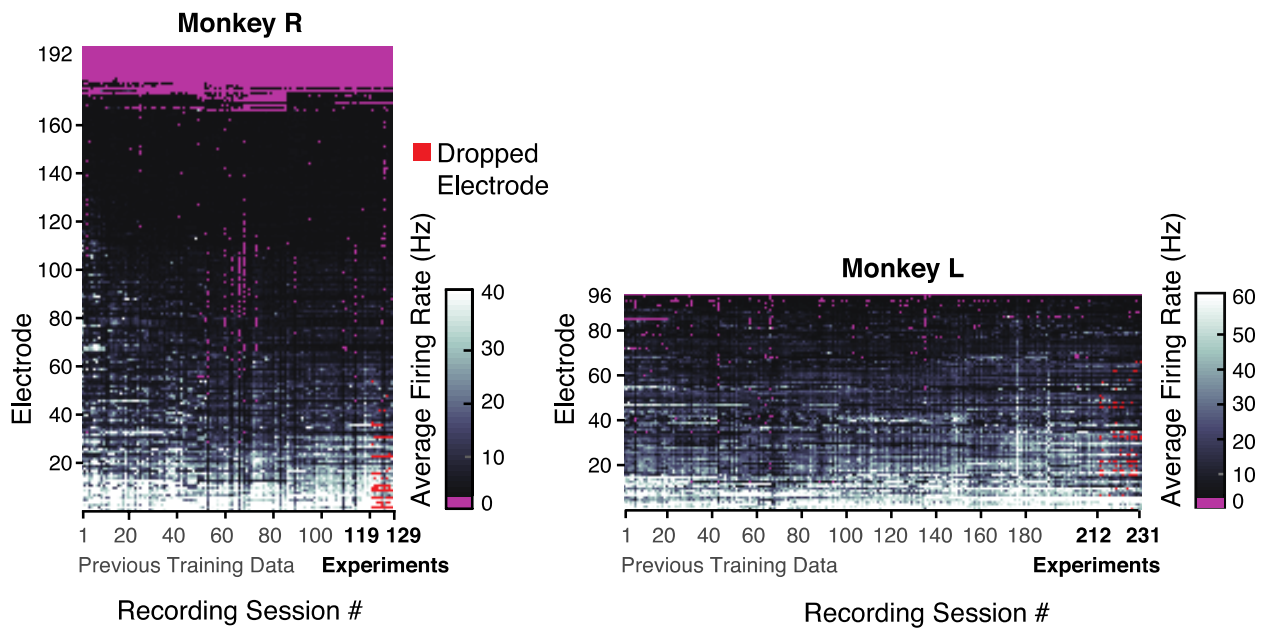 Monkey R
192
160
140
120
100
80
60
40
20
Electrode
1 20 40 60 80 100 119 129
Previous Training Data Experiments
Recording Session #
Dropped
Electrode
Average Firing Rate (Hz)
40
30
20
10
0
Monkey L
96
80
60
40
20
Electrode
1 20 40 60 80 100 120 140 160 180 212 231
Previous Training Data Experiments
Recording Session #
Average Firing Rate (Hz)
60
50
40
30
20
10
0